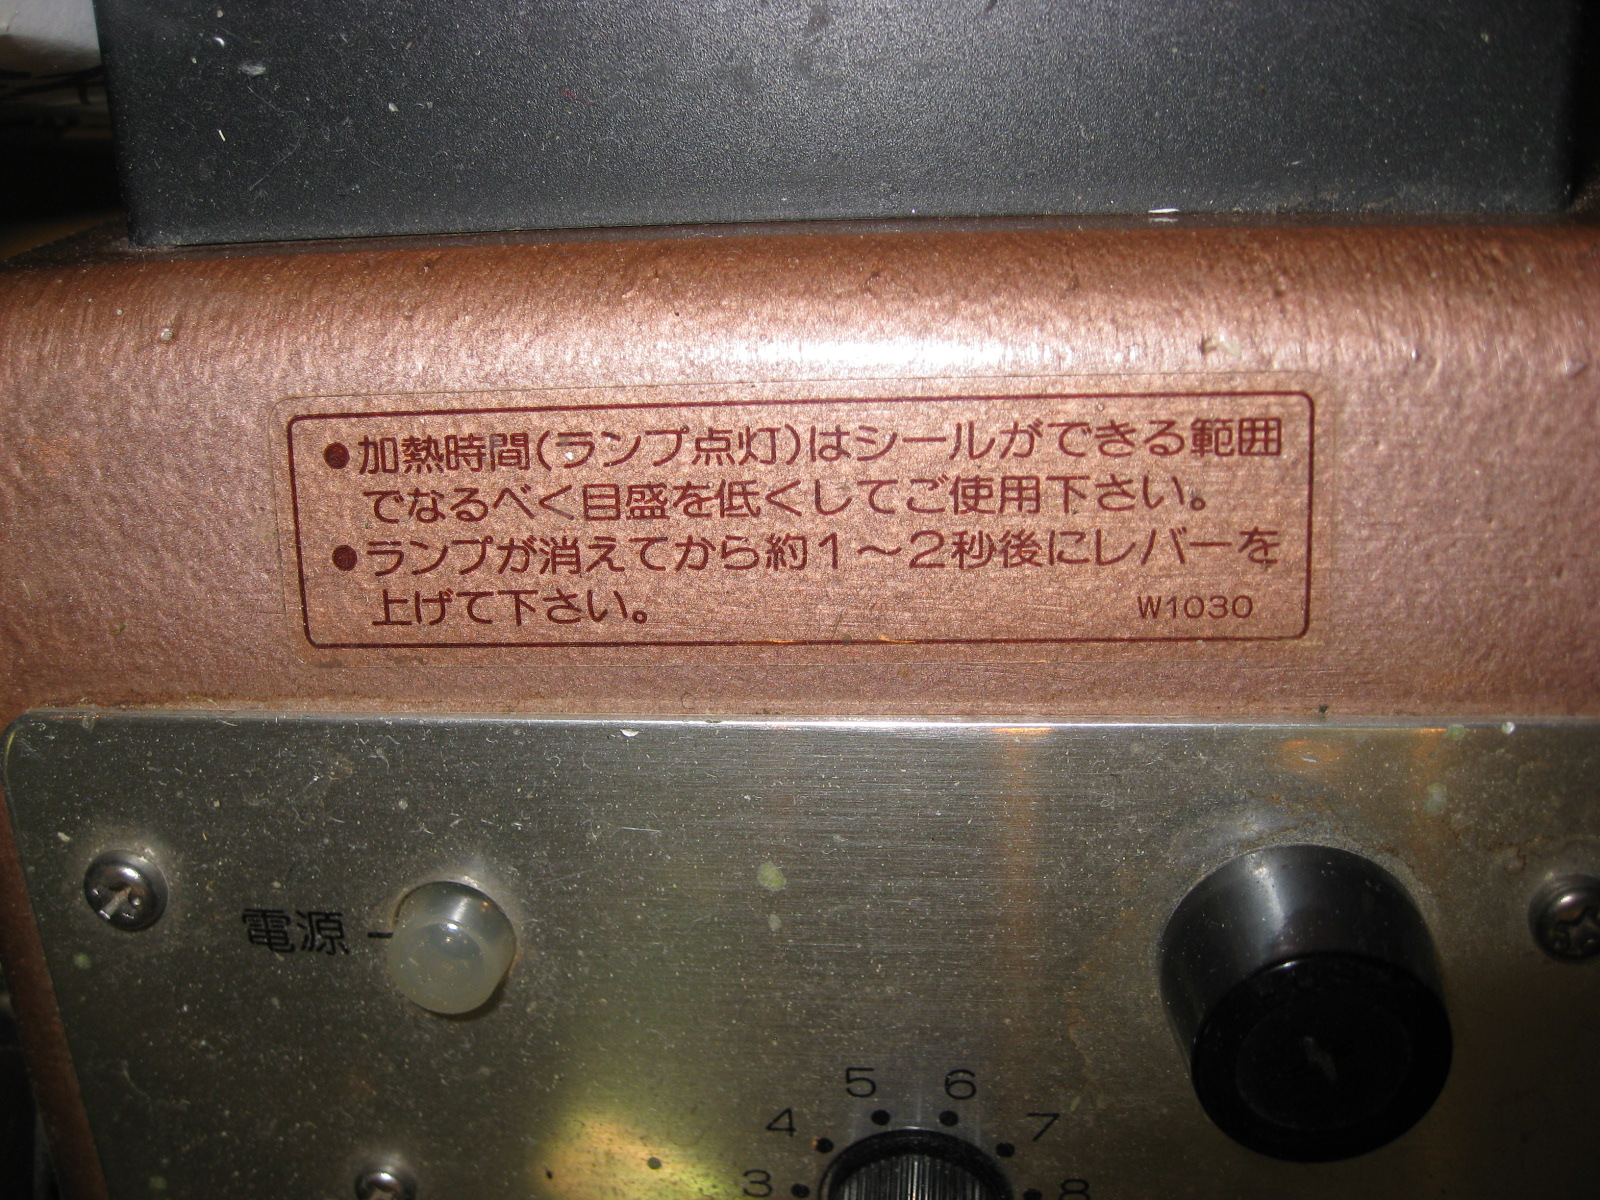 ●加熱時間(ランプ点灯)はシールができる範囲
でなるべく目盛を低くしてご使用下さい。
●ランプが消えてから約1～2秒後にレバーを
上げて下さい。
W1030
電源
5 6
4 7
3 8